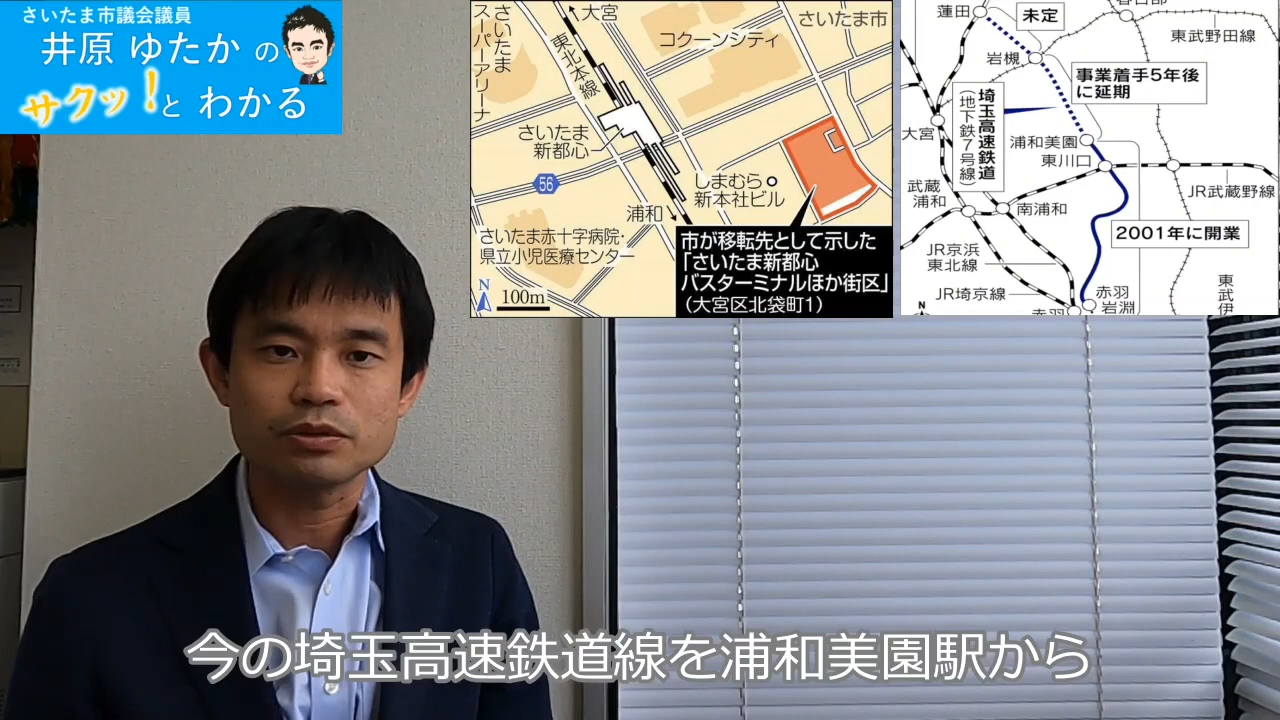 さいたま市議会議員
井原 ゆたか の
サクッ！と わかる
大宮
さいたま
スーパーアリーナ
東北本線
コクーンシティ
さいたま市
さいたま
新都心
56
しまむら
新本社ビル
浦和
さいたま赤十字病院・
県立小児医療センター
N
100m
市が移転先として示した
「さいたま新都心
バスターミナルほか街区」
（大宮区北袋町1）
蓮田
未定
春日部
東武野田線
岩槻
事業着手5年後
に延期
埼玉高速鉄道
（地下鉄7号線）
大宮
浦和美園
東川口
武蔵
浦和
南浦和
JR武蔵野線
2001年に開業
JR京浜
東北線
JR埼京線
赤羽
岩淵
赤羽
東武伊
N
今の埼玉高速鉄道線を浦和美園駅から